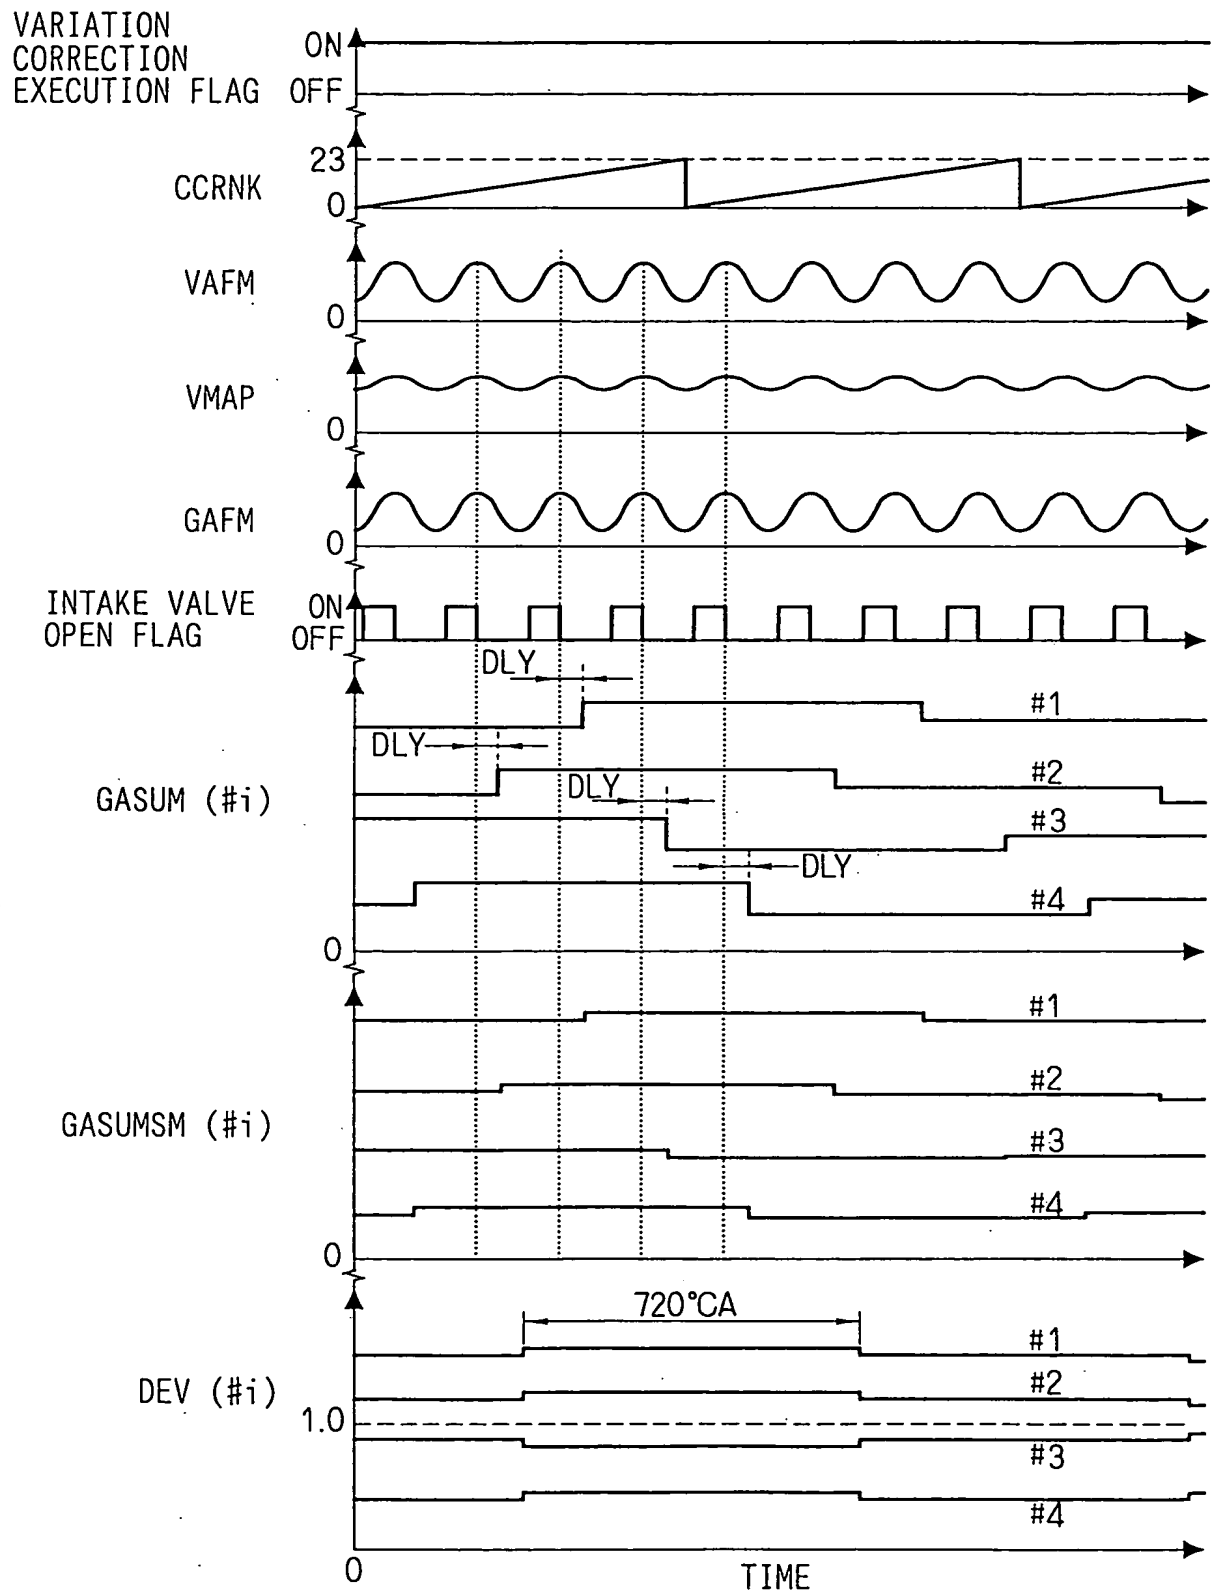 VARIATION
CORRECTION
EXECUTION FLAG
ON
OFF
CCRNK
23
0
VAFM
0
VMAP
0
GAFM
0
INTAKE VALVE
OPEN FLAG
ON
OFF
DLY
#1
DLY
#2
GASUM (#i)
DLY
#3
DLY
#4
0
#1
#2
GASUMSM (#i)
#3
#4
0
720°CA
#1
#2
DEV (#i)
1.0
#3
#4
0
TIME